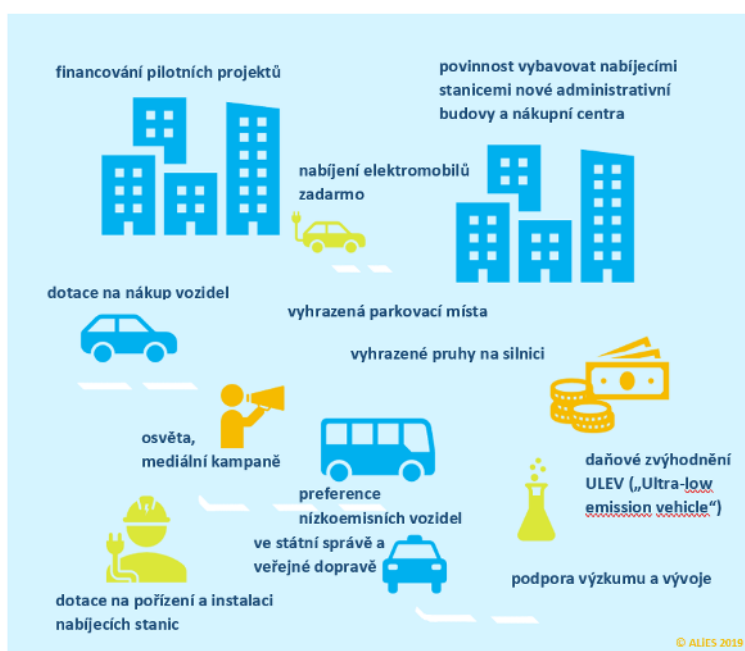 financování pilotních projektů
povinnost vybavovat nabíjecími
stanicemi nové administrativní
budovy a nákupní centra
nabíjení elektromobilů
zadarmo
dotace na nákup vozidel
vyhrazená parkovací místa
vyhrazené pruhy na silnici
osvěta,
mediální kampaně
daňové zvýhodnění
ULEV („Ultra-low
emission vehicle“)
preference
nízkoemisních vozidel
ve státní správě a
veřejné dopravě
podpora výzkumu a vývoje
dotace na pořízení a instalaci
nabíjecích stanic
© ALIES 2019